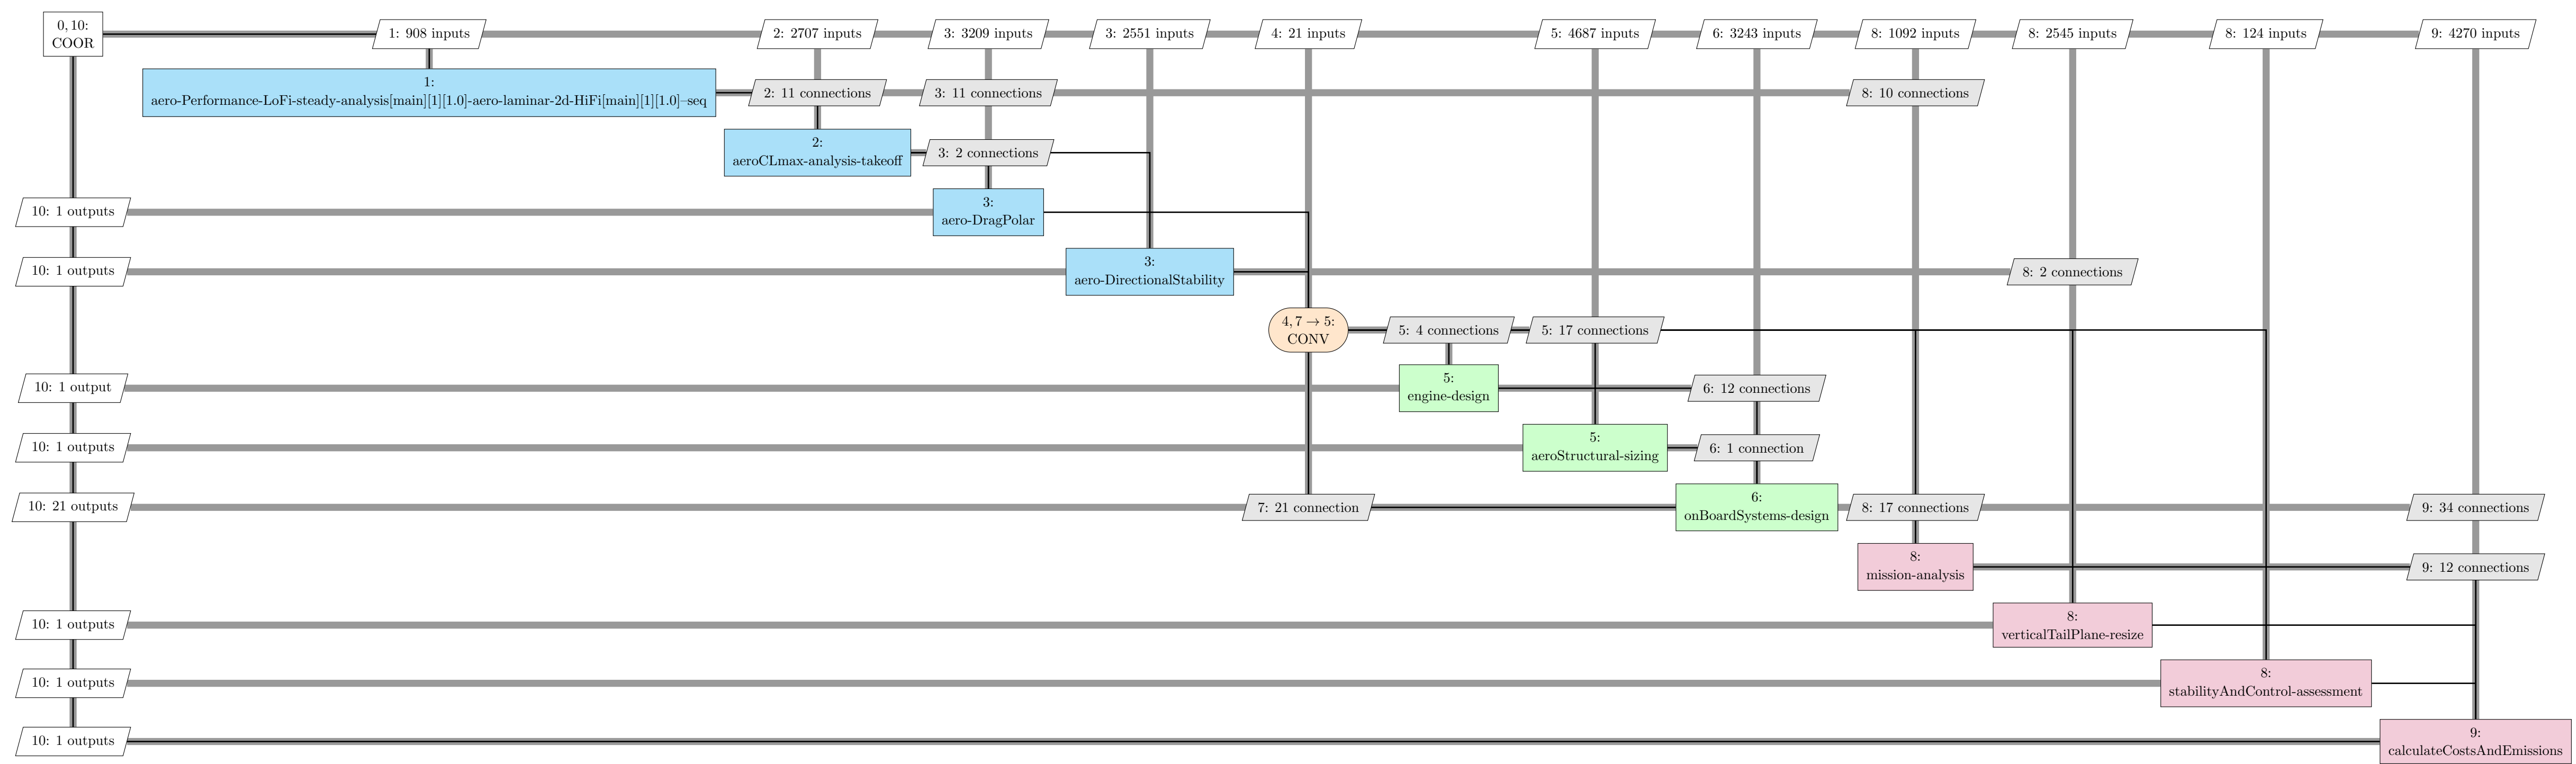 0, 10:
COOR
1: 908 inputs
2: 2707 inputs
3: 3209 inputs
3: 2551 inputs
4: 21 inputs
5: 4687 inputs
6: 3243 inputs
8: 1092 inputs
8: 2545 inputs
8: 124 inputs
9: 4270 inputs
1:
aero-Performance-LoFi-steady-analysis[main][1][1.0]-aero-laminar-2d-HiFi[main][1][1.0]–seq
2: 11 connections
3: 11 connections
8: 10 connections
2:
aeroCLmax-analysis-takeoff
3: 2 connections
10: 1 outputs
3:
aero-DragPolar
10: 1 outputs
3:
aero-DirectionalStability
8: 2 connections
4, 7 → 5:
CONV
5: 4 connections
5: 17 connections
10: 1 output
5:
engine-design
6: 12 connections
10: 1 outputs
5:
aeroStructural-sizing
6: 1 connection
10: 21 outputs
7: 21 connection
6:
onBoardSystems-design
8: 17 connections
9: 34 connections
8:
mission-analysis
9: 12 connections
10: 1 outputs
8:
verticalTailPlane-resize
10: 1 outputs
8:
stabilityAndControl-assessment
10: 1 outputs
9:
calculateCostsAndEmissions